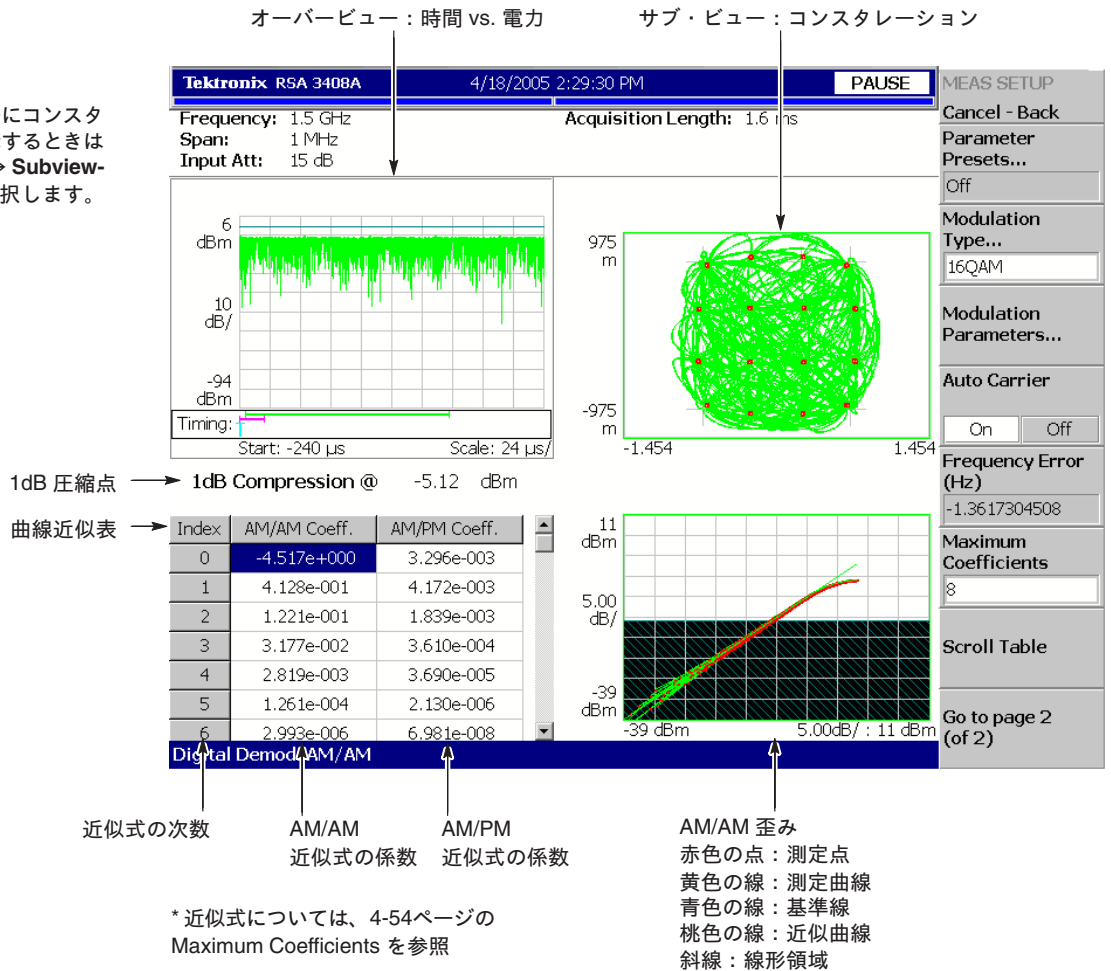 オーバービュー：時間 vs. 電力
サブ・ビュー：コンスタレーション
にコンスタ
するときは
Subview-
択します。
Tektronix RSA 3408A
4/18/2005 2:29:30 PM
PAUSE
Frequency: 1.5 GHz
Span: 1 MHz
Input Att: 15 dB
Acquisition Length: 1.6 ms
6
dBm
10
dB/
-94
dBm
Timing:
Start: -240 µs
Scale: 24 µs/
975
m
-975
m
-1.454
1.454
1dB 圧縮点
1dB Compression @ -5.12 dBm
曲線近似表
Index AM/AM Coeff. AM/PM Coeff.
0 -4.517e+000 3.296e-003
1 4.128e-001 4.172e-003
2 1.221e-001 1.839e-003
3 3.177e-002 3.610e-004
4 2.819e-003 3.690e-005
5 1.261e-004 2.130e-006
6 2.993e-006 6.981e-008
11
dBm
5.00
dB/
-39
dBm
-39 dBm
5.00dB/ : 11 dBm
Digital Demod: AM/AM
MEAS SETUP
Cancel - Back
Parameter
Presets...
Off
Modulation
Type...
16QAM
Modulation
Parameters...
Auto Carrier
On Off
Frequency Error
(Hz)
-1.3617304508
Maximum
Coefficients
8
Scroll Table
Go to page 2
(of 2)
近似式の次数
AM/AM
近似式の係数
AM/PM
近似式の係数
AM/AM 歪み
赤色の点：測定点
黄色の線：測定曲線
青色の線：基準線
桃色の線：近似曲線
斜線：線形領域
* 近似式については、4-54ページの
Maximum Coefficients を参照